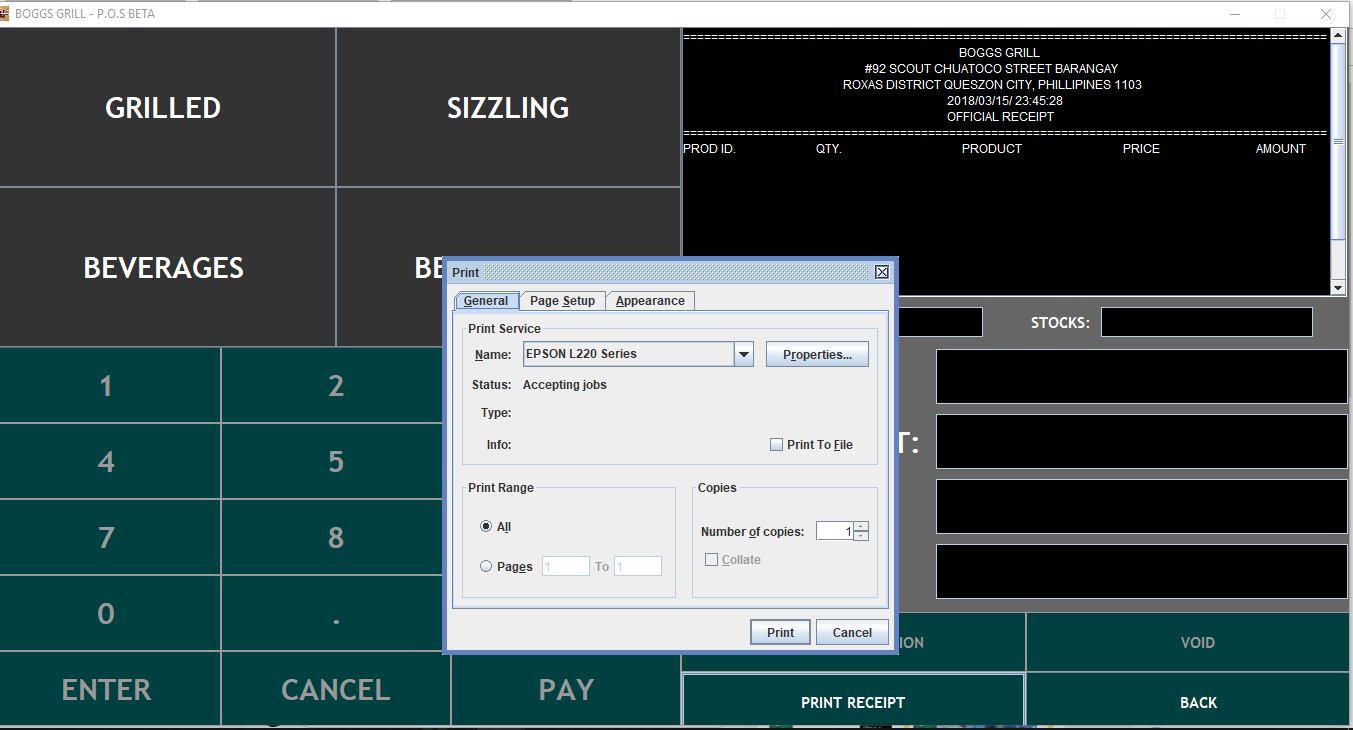 BOGGS GRILL - P.O.S BETA
GRILLED
SIZZLING
BEVERAGES
================================================================
BOGGS GRILL
#92 SCOUT CHUATOCO STREET BARANGAY
ROXAS DISTRICT QUESZON CITY, PHILLIPINES 1103
2018/03/15/ 23:45:28
OFFICIAL RECEIPT
================================================================
PROD ID. QTY. PRODUCT PRICE AMOUNT
STOCKS:
T:
Print
General Page Setup Appearance
Print Service
Name: EPSON L220 Series Properties...
Status: Accepting jobs
Type:
Info: Print To File
Print Range
All
Pages 1 To 1
Copies
Number of copies: 1
Collate
Print Cancel
1 2
4 5
7 8
0 .
ENTER CANCEL PAY
ION VOID
PRINT RECEIPT BACK